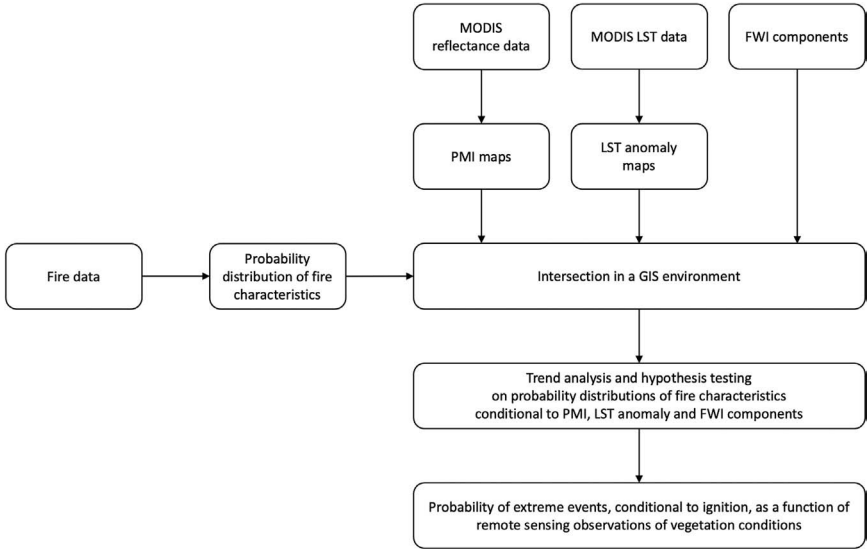 MODIS
reflectance data
MODIS LST data
FWI components
PMI maps
LST anomaly
maps
Fire data
Probability
distribution of fire
characteristics
Intersection in a GIS environment
Trend analysis and hypothesis testing
on probability distributions of fire characteristics
conditional to PMI, LST anomaly and FWI components
Probability of extreme events, conditional to ignition, as a function of
remote sensing observations of vegetation conditions